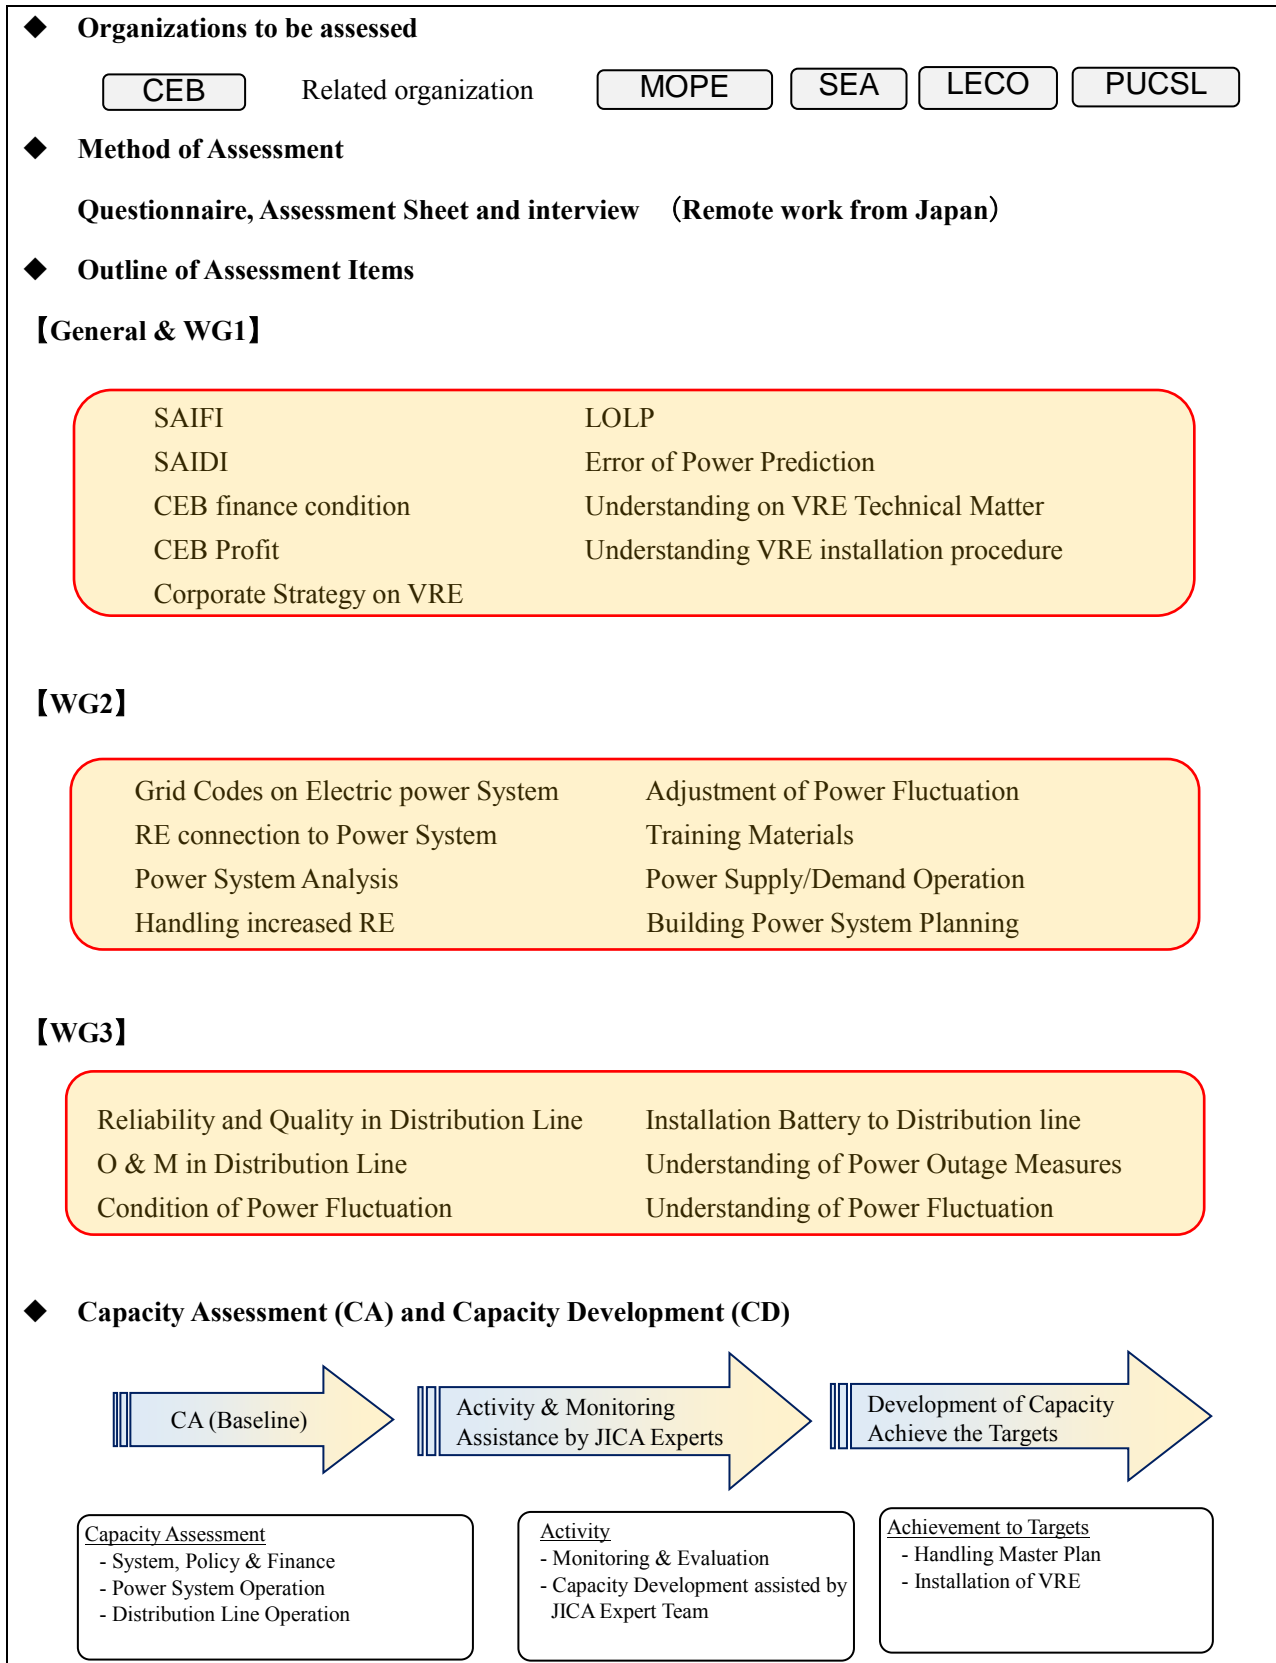 ◆ Organizations to be assessed
CEB Related organization MOPE SEA LECO PUCSL
◆ Method of Assessment
Questionnaire, Assessment Sheet and interview （Remote work from Japan）
◆ Outline of Assessment Items
【General & WG1】
SAIFI
SAIDI
CEB finance condition
CEB Profit
Corporate Strategy on VRE
LOLP
Error of Power Prediction
Understanding on VRE Technical Matter
Understanding VRE installation procedure
【WG2】
Grid Codes on Electric power System
RE connection to Power System
Power System Analysis
Handling increased RE
Adjustment of Power Fluctuation
Training Materials
Power Supply/Demand Operation
Building Power System Planning
【WG3】
Reliability and Quality in Distribution Line
O & M in Distribution Line
Condition of Power Fluctuation
Installation Battery to Distribution line
Understanding of Power Outage Measures
Understanding of Power Fluctuation
◆ Capacity Assessment (CA) and Capacity Development (CD)
CA (Baseline)
Activity & Monitoring
Assistance by JICA Experts
Development of Capacity
Achieve the Targets
Capacity Assessment
- System, Policy & Finance
- Power System Operation
- Distribution Line Operation
Activity
- Monitoring & Evaluation
- Capacity Development assisted by
JICA Expert Team
Achievement to Targets
- Handling Master Plan
- Installation of VRE